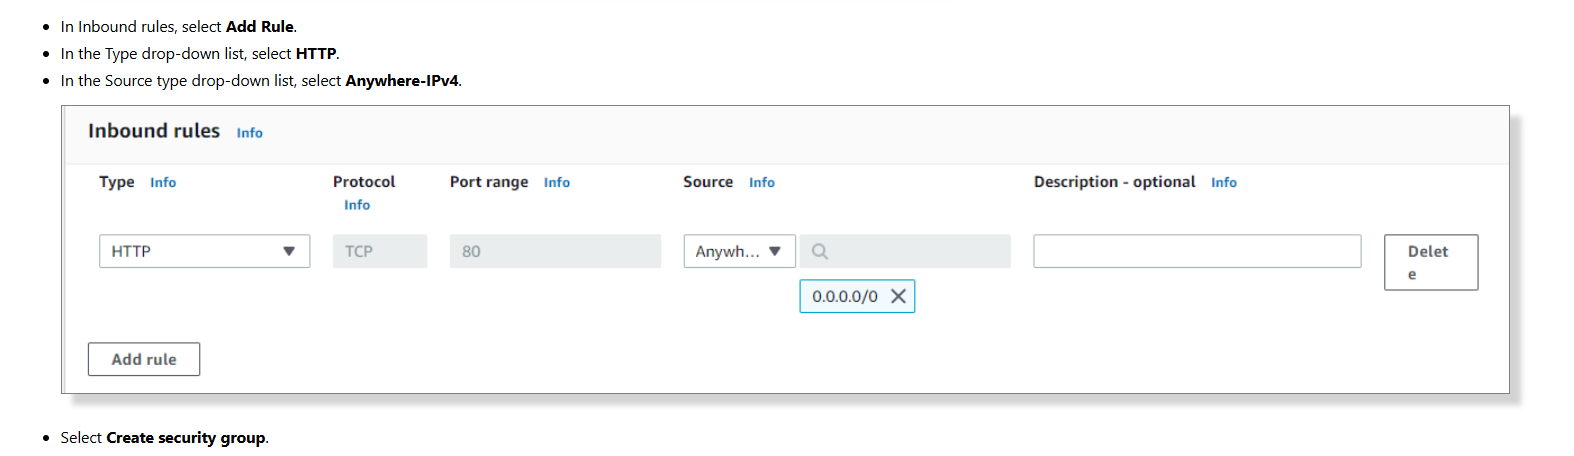 In Inbound rules, select Add Rule.
In the Type drop-down list, select HTTP.
In the Source type drop-down list, select Anywhere-IPv4.
Inbound rules Info
Type Info Protocol Port range Info Source Info Description - optional Info
Info
HTTP TCP 80 Anywh... Delet
e
0.0.0.0/0
Add rule
Select Create security group.